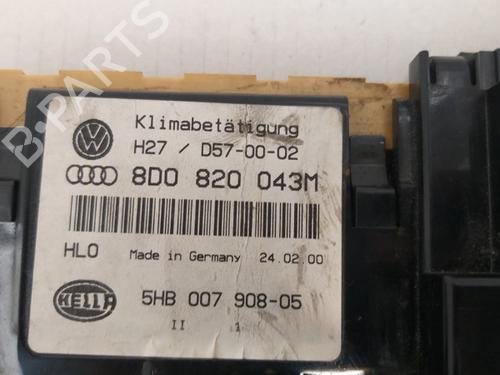 B-PARTS
Klimabetätigung
H27 / D57-00-02
8D0 820 043M
HLO Made in Germany 24.02.00
HELLA 5HB 007 908-05
II 1